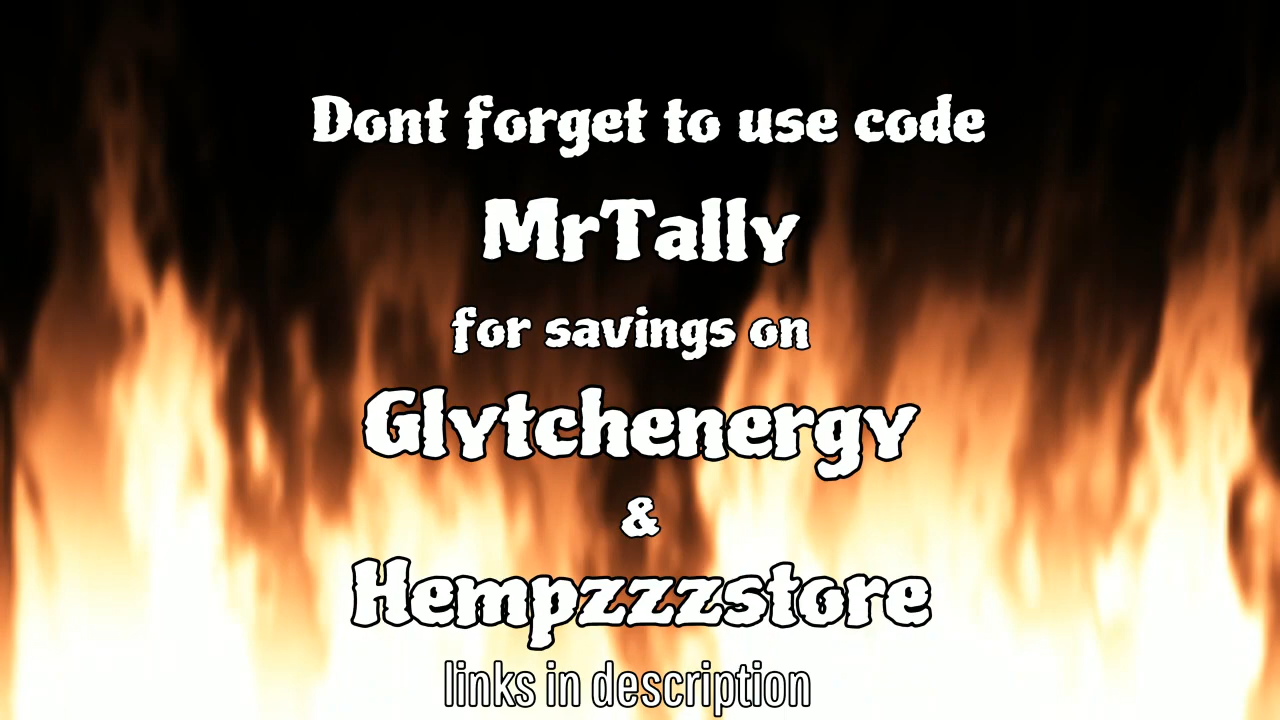 Dont forget to use code
MrTally
for savings on
Glytchenergy
&
Hempzzzstore
links in description